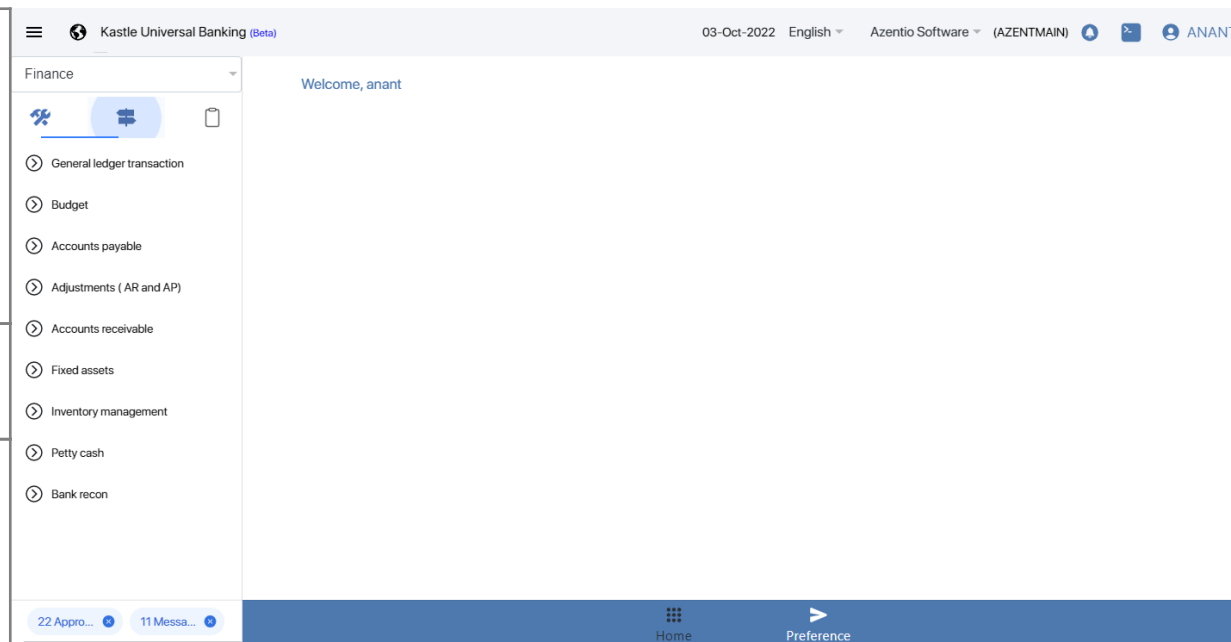 Kastle Universal Banking (Beta) 03-Oct-2022 English Azentio Software (AZENTMAIN) ANANT
Finance
Welcome, anant
General ledger transaction
Budget
Accounts payable
Adjustments ( AR and AP)
Accounts receivable
Fixed assets
Inventory management
Petty cash
Bank recon
22 Appro... 11 Messa...
Home Preference